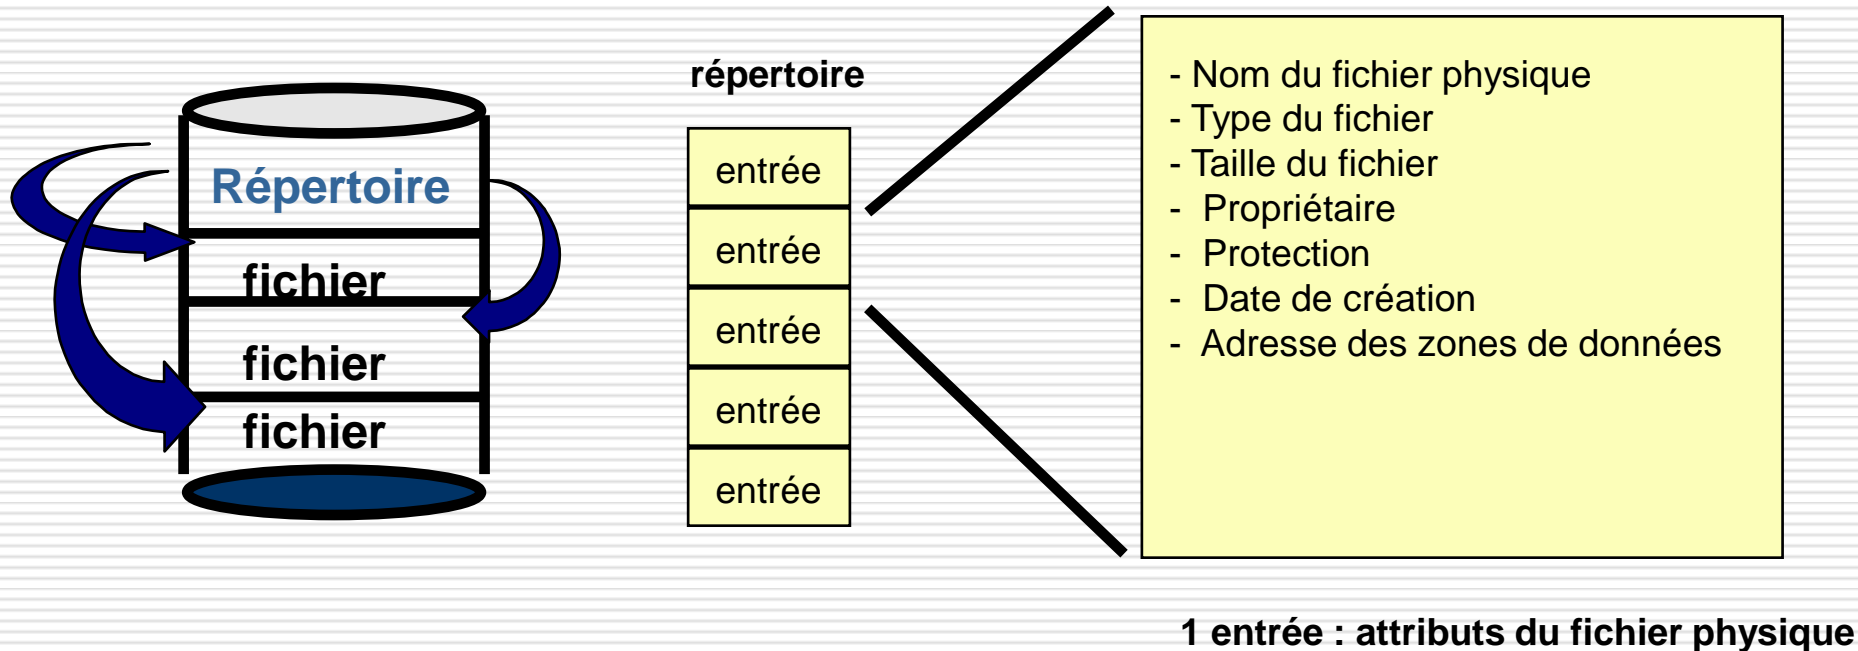 Répertoire
fichier
fichier
fichier
répertoire
entrée
entrée
entrée
entrée
entrée
- Nom du fichier physique
- Type du fichier
- Taille du fichier
- Propriétaire
- Protection
- Date de création
- Adresse des zones de données
1 entrée : attributs du fichier physique